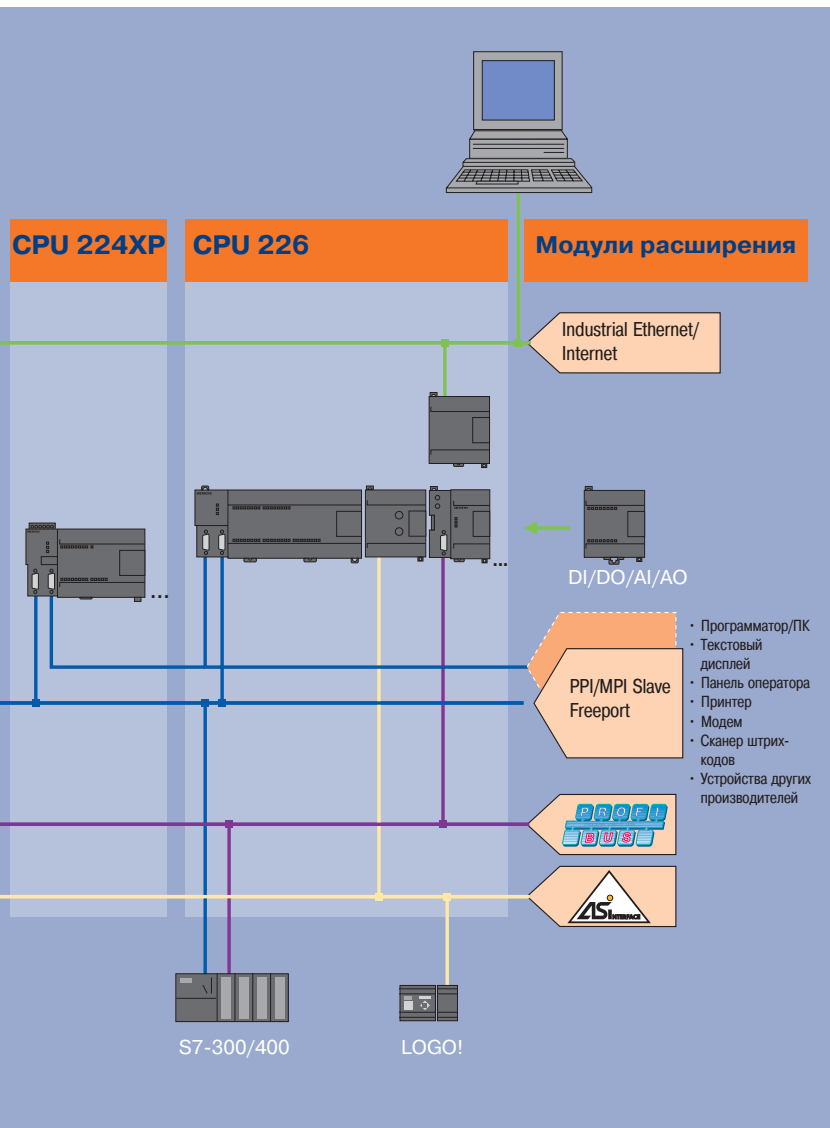 CPU 224XP
CPU 226
Модули расширения
Industrial Ethernet/
Internet
DI/DO/AI/AO
PPI/MPI Slave
Freeport
· Программатор/ПК
· Текстовый
дисплей
· Панель оператора
· Принтер
· Модем
· Сканер штрих-
кодов
· Устройства других
производителей
...
...
PROFI
BUS
ASi INTERFACE
S7-300/400
LOGO!